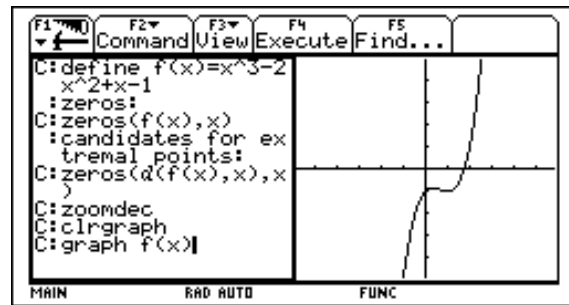 F1 F2 F3 F4 F5
Command View Execute Find...
C:define f(x)=x^3-2
x^2+x-1
:zeros:
C:zeros(f(x),x)
:candidates for ex
tremal points:
C:zeros(d(f(x),x),x
)
C:zoomdec
C:clrgraph
C:graph f(x)
MAIN RAD AUTO FUNC